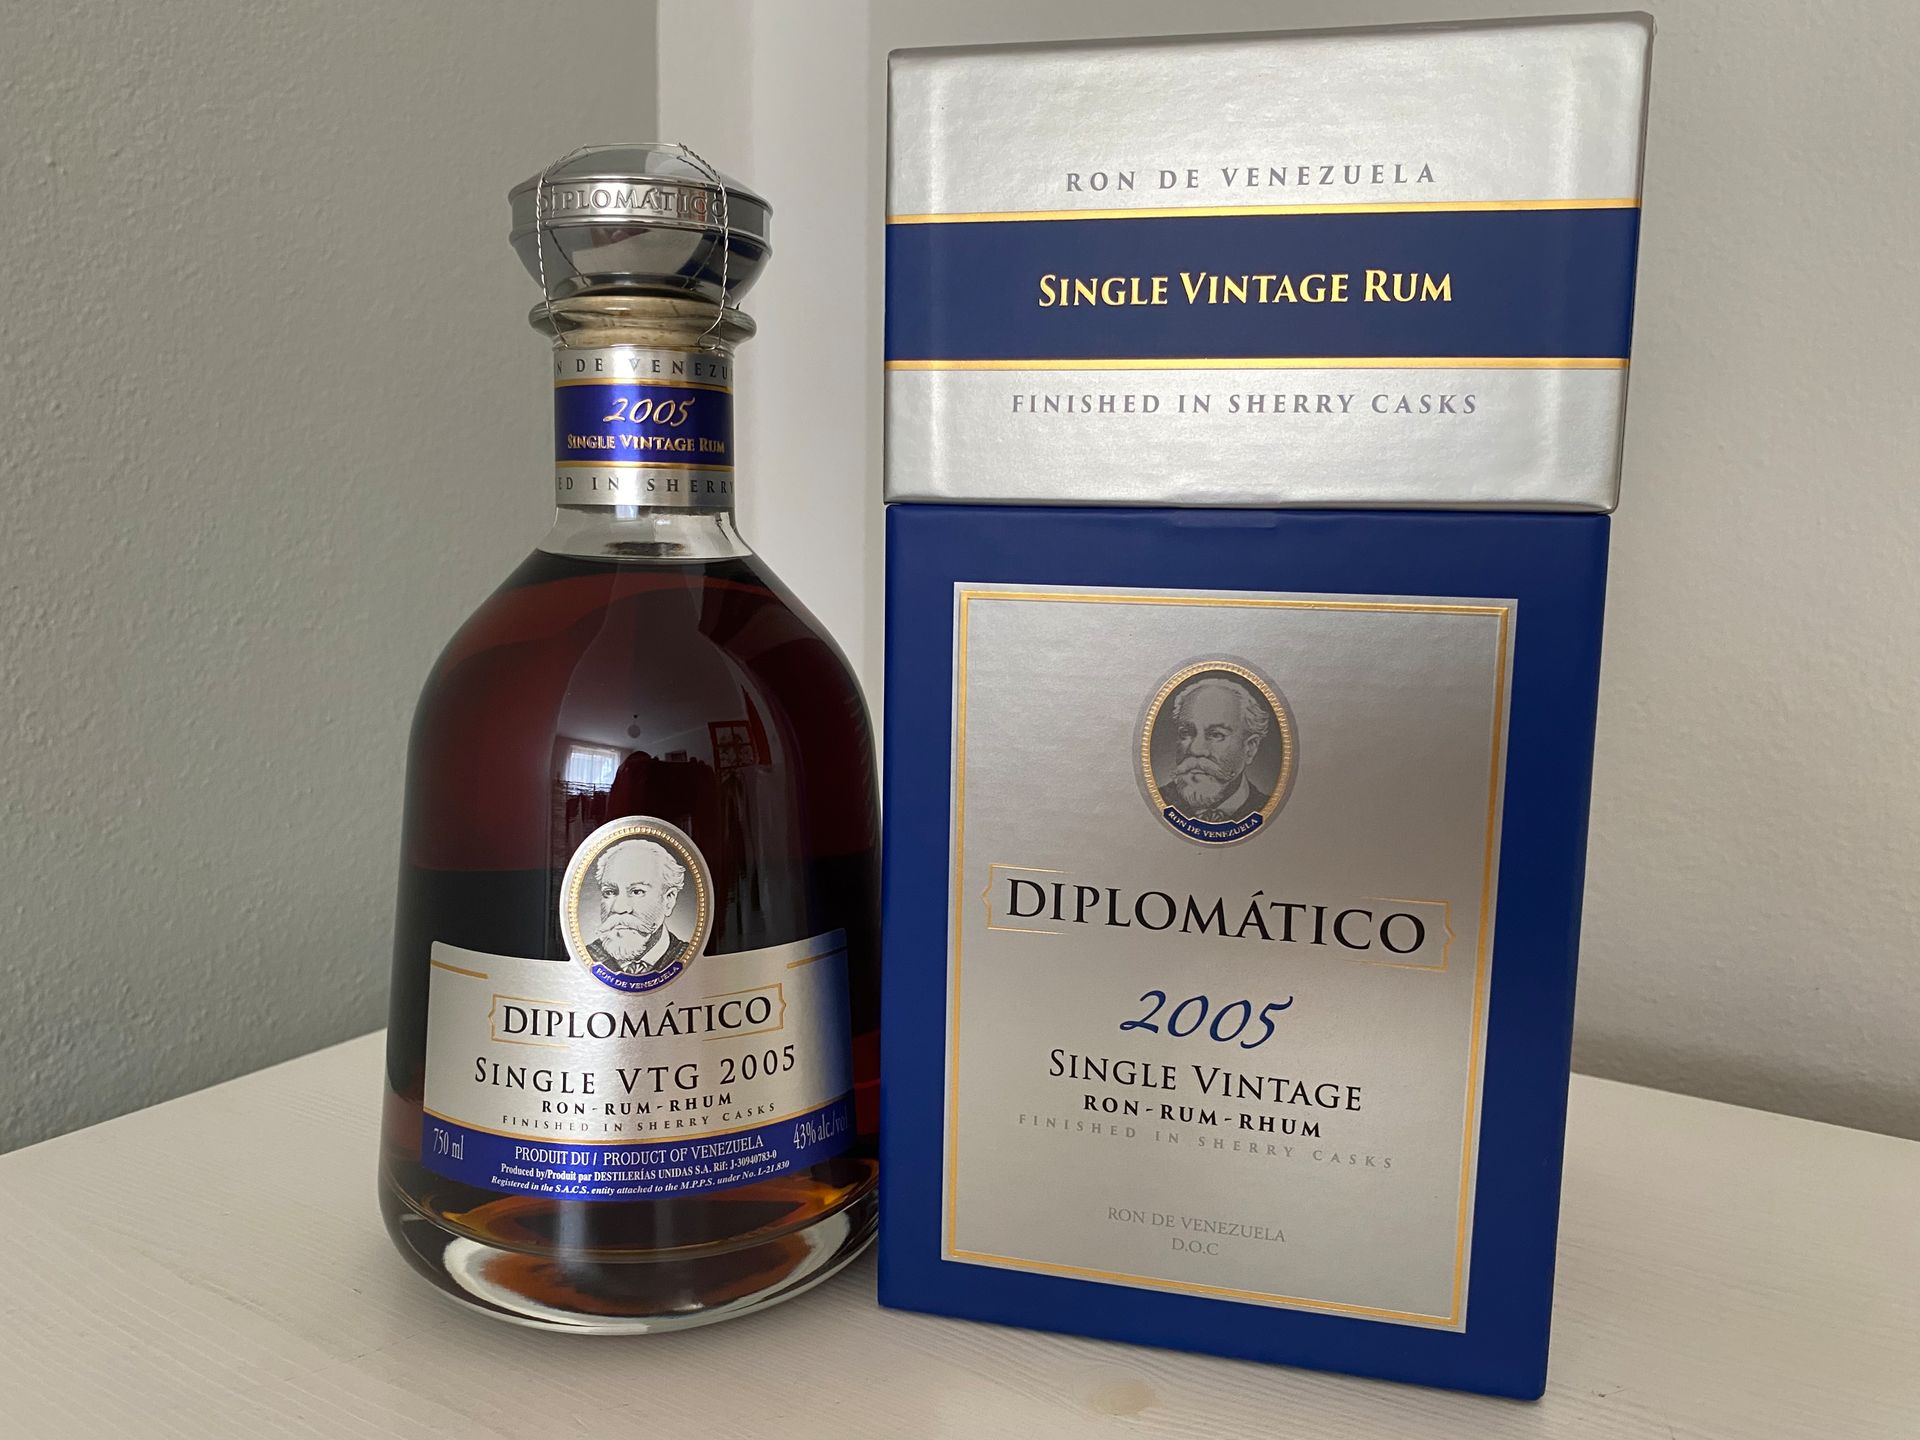 DIPLOMÁTICO
DE VENEZU
2005
SINGLE VINTAGE RUM
ED IN SHERRY
RON DE VENEZUELA
DIPLOMÁTICO
SINGLE VTG 2005
RON-RUM-RHUM
FINISHED IN SHERRY CASKS
750 ml
PRODUIT DU / PRODUCT OF VENEZUELA
43% alc./vol
Produced by/Produit par DESTILERÍAS UNIDAS S.A. Rif: J-30940783-0
Registered in the S.A.C.S. entity attached to the M.P.P.S. under No. L-21.830
RON DE VENEZUELA
SINGLE VINTAGE RUM
FINISHED IN SHERRY CASKS
RON DE VENEZUELA
DIPLOMÁTICO
2005
SINGLE VINTAGE
RON-RUM-RHUM
FINISHED IN SHERRY CASKS
RON DE VENEZUELA
D.O.C